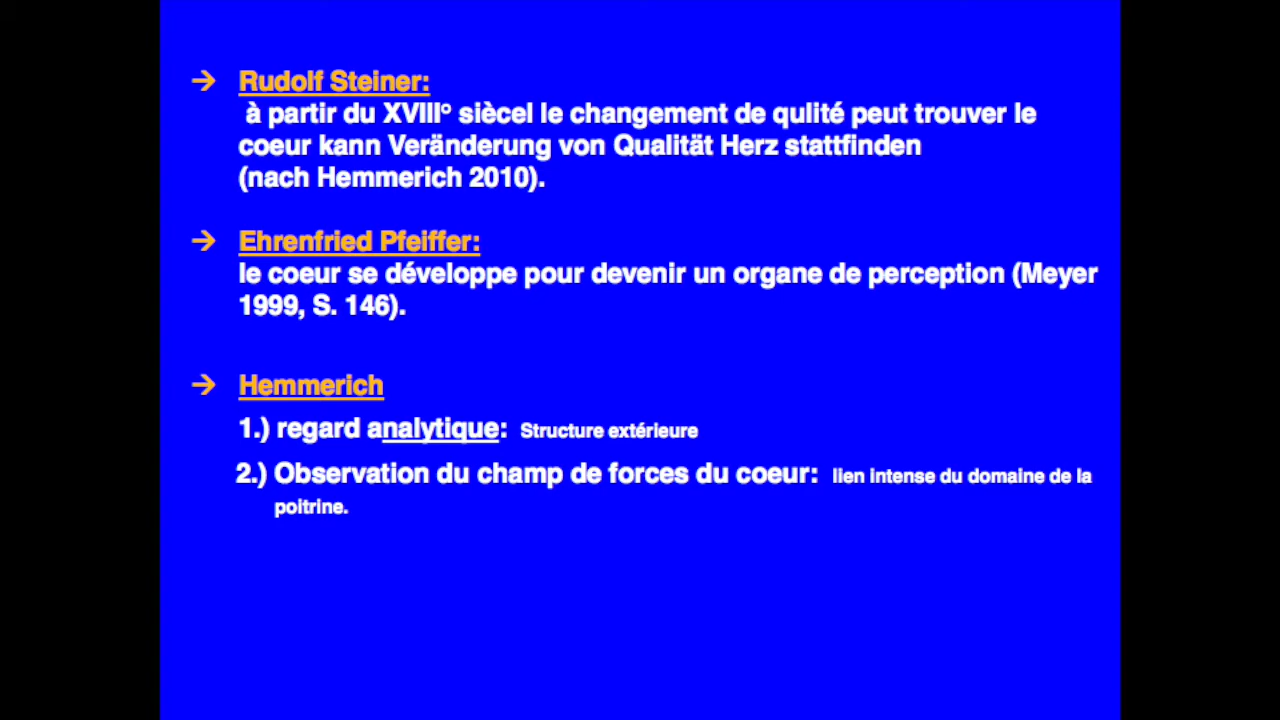 → Rudolf Steiner:
à partir du XVIII° siècel le changement de qulité peut trouver le
coeur kann Veränderung von Qualität Herz stattfinden
(nach Hemmerich 2010).
→ Ehrenfried Pfeiffer:
le coeur se développe pour devenir un organe de perception (Meyer
1999, S. 146).
→ Hemmerich
1.) regard analytique: Structure extérieure
2.) Observation du champ de forces du coeur: lien intense du domaine de la
poitrine.